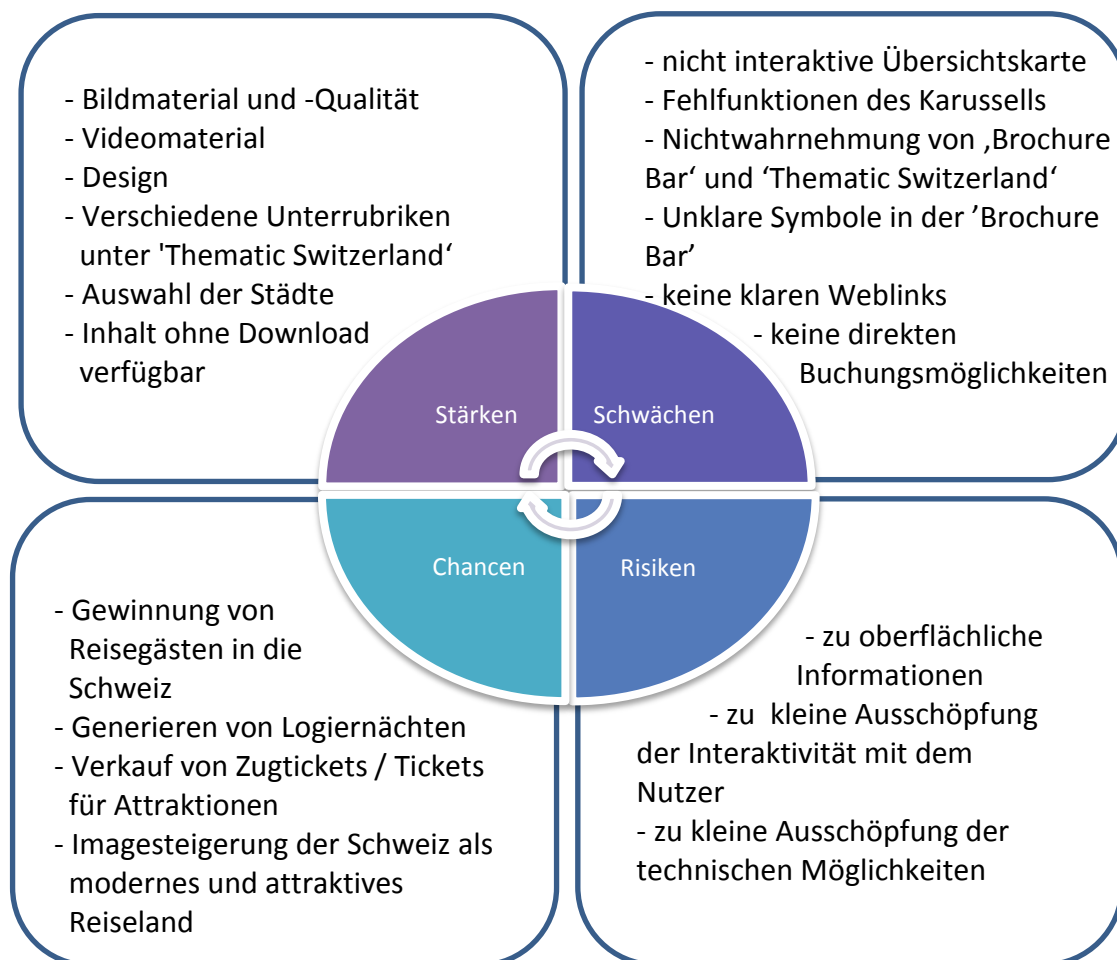 - Bildmaterial und -Qualität
- Videomaterial
- Design
- Verschiedene Unterrubriken
unter 'Thematic Switzerland‘
- Auswahl der Städte
- Inhalt ohne Download
verfügbar
- nicht interaktive Übersichtskarte
- Fehlfunktionen des Karussells
- Nichtwahrnehmung von ‚Brochure
Bar‘ und ‘Thematic Switzerland‘
- Unklare Symbole in der ’Brochure
Bar’
- keine klaren Weblinks
- keine direkten
Buchungsmöglichkeiten
Stärken
Schwächen
Chancen
Risiken
- Gewinnung von
Reisegästen in die
Schweiz
- Generieren von Logiernächten
- Verkauf von Zugtickets / Tickets
für Attraktionen
- Imagesteigerung der Schweiz als
modernes und attraktives
Reiseland
- zu oberflächliche
Informationen
- zu  kleine Ausschöpfung
der Interaktivität mit dem
Nutzer
- zu kleine Ausschöpfung der
technischen Möglichkeiten